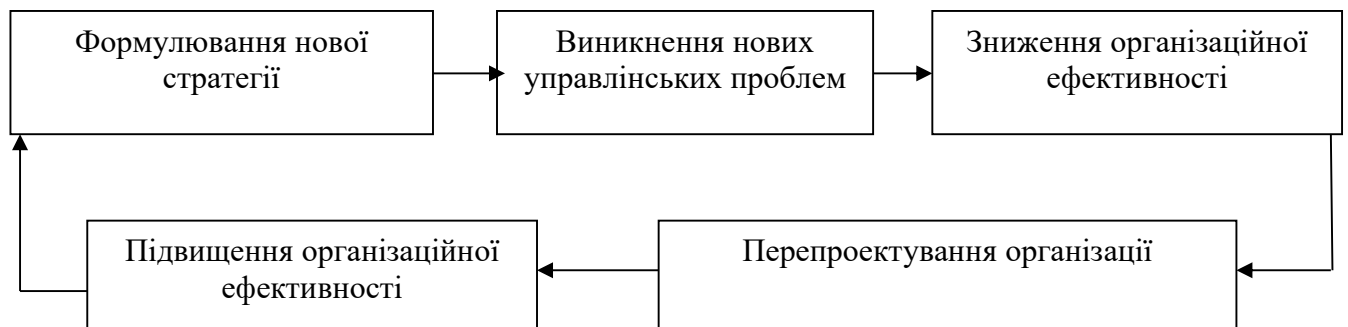 Формулювання нової
стратегії
Виникнення нових
управлінських проблем
Зниження організаційної
ефективності
Підвищення організаційної
ефективності
Перепроектування організації